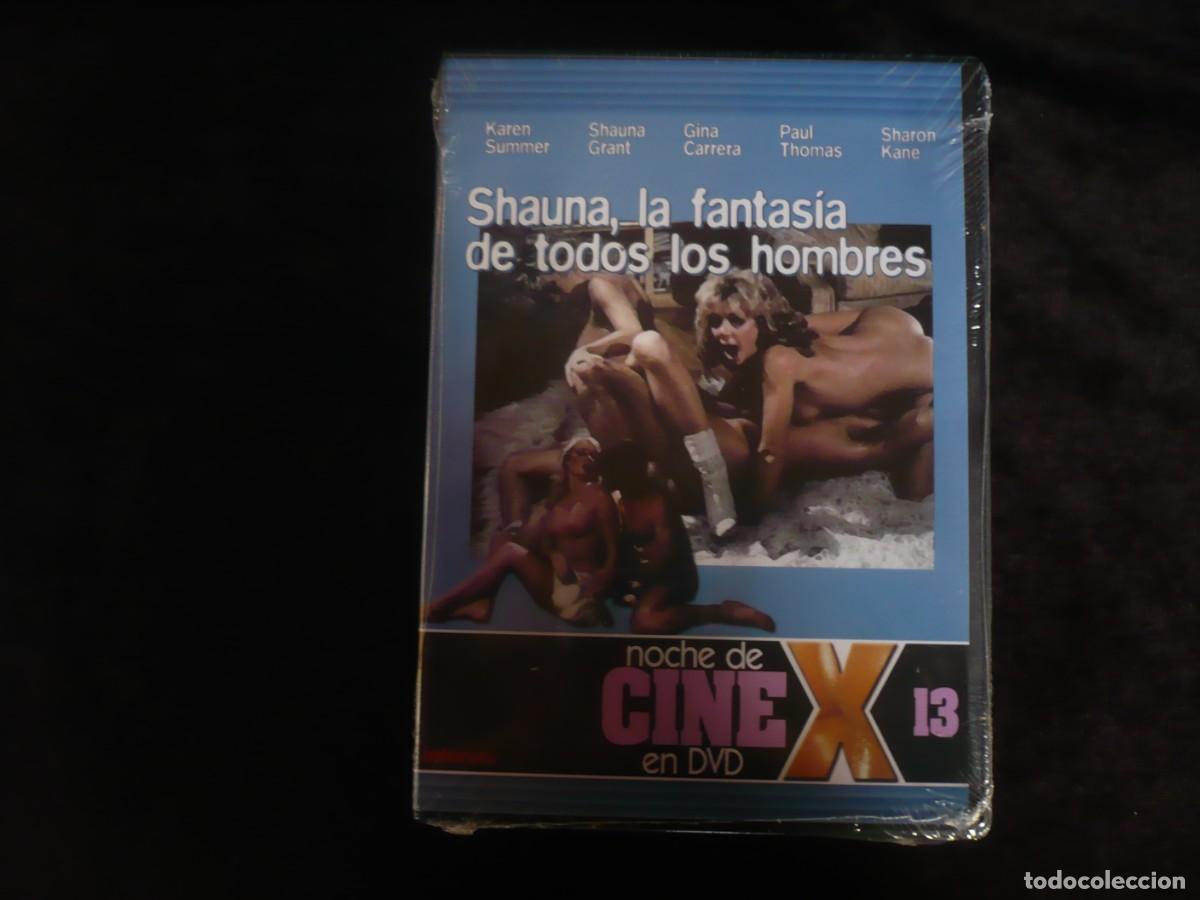 Karen Shauna Gina Paul Sharon
Summer Grant Carrera Thomas Kane
Shauna, la fantasía
de todos los hombres
noche de
CINE X 13
en DVD
todocoleccion